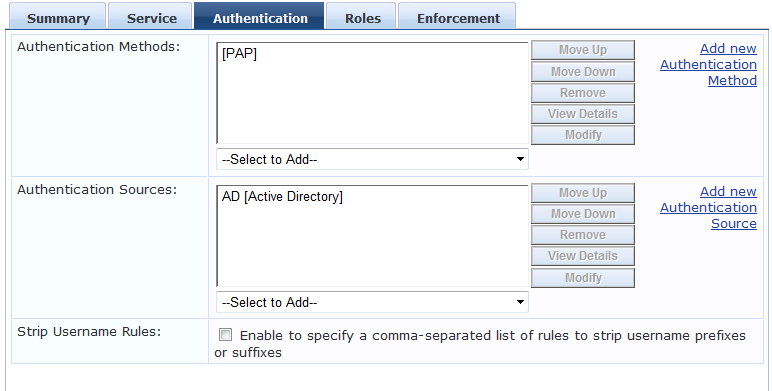 Summary Service Authentication Roles Enforcement
Authentication Methods:
[PAP]
Move Up
Move Down
Remove
View Details
Modify
Add new
Authentication
Method
--Select to Add--
Authentication Sources:
AD [Active Directory]
Move Up
Move Down
Remove
View Details
Modify
Add new
Authentication
Source
--Select to Add--
Strip Username Rules:
Enable to specify a comma-separated list of rules to strip username prefixes
or suffixes